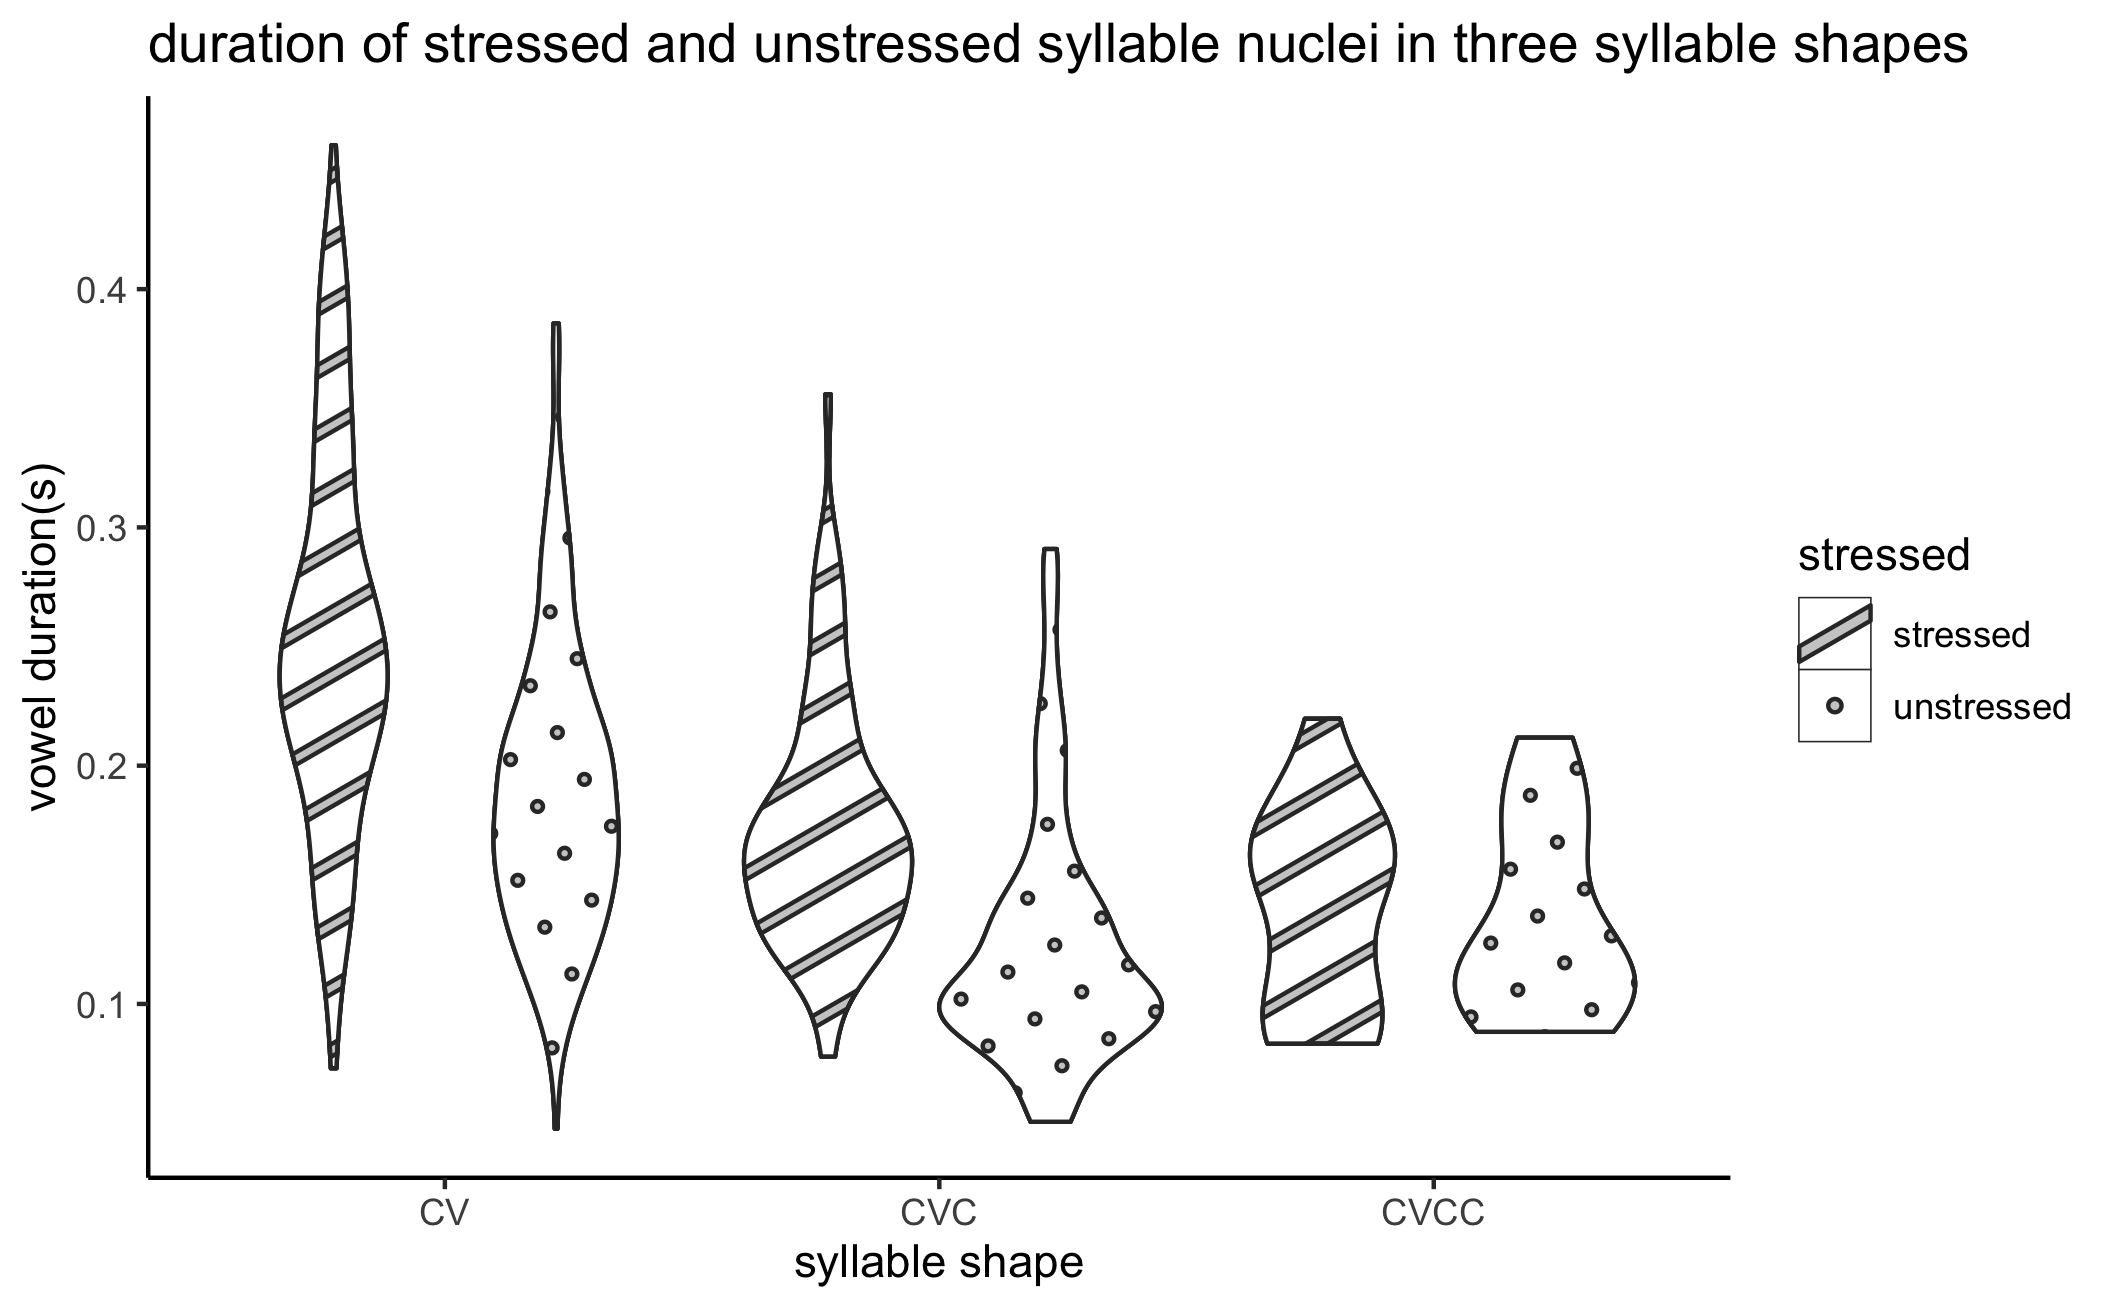 duration of stressed and unstressed syllable nuclei in three syllable shapes
vowel duration(s)
0.4
0.3
0.2
0.1
CV
CVC
CVCC
syllable shape
stressed
stressed
unstressed